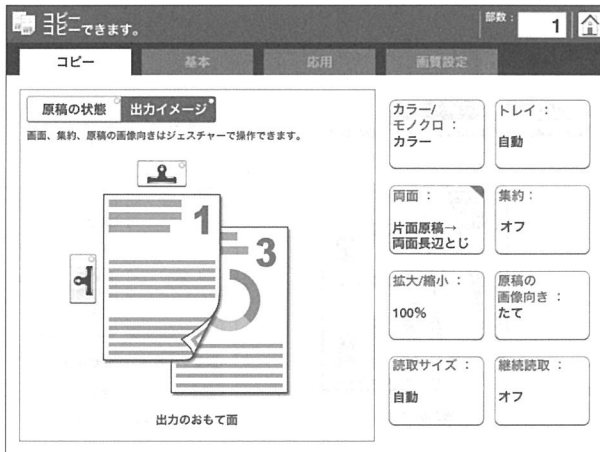 コピー
コピーできます。
部数：
1
コピー
基本
応用
画質設定
原稿の状態
出力イメージ
画面、集約、原稿の画像向きはジェスチャーで操作できます。
1
3
出力のおもて面
カラー/
モノクロ：
カラー
トレイ：
自動
両面：
片面原稿→
両面長辺とじ
集約：
オフ
拡大/縮小：
100%
原稿の
画像向き：
たて
読取サイズ：
自動
継続読取：
オフ